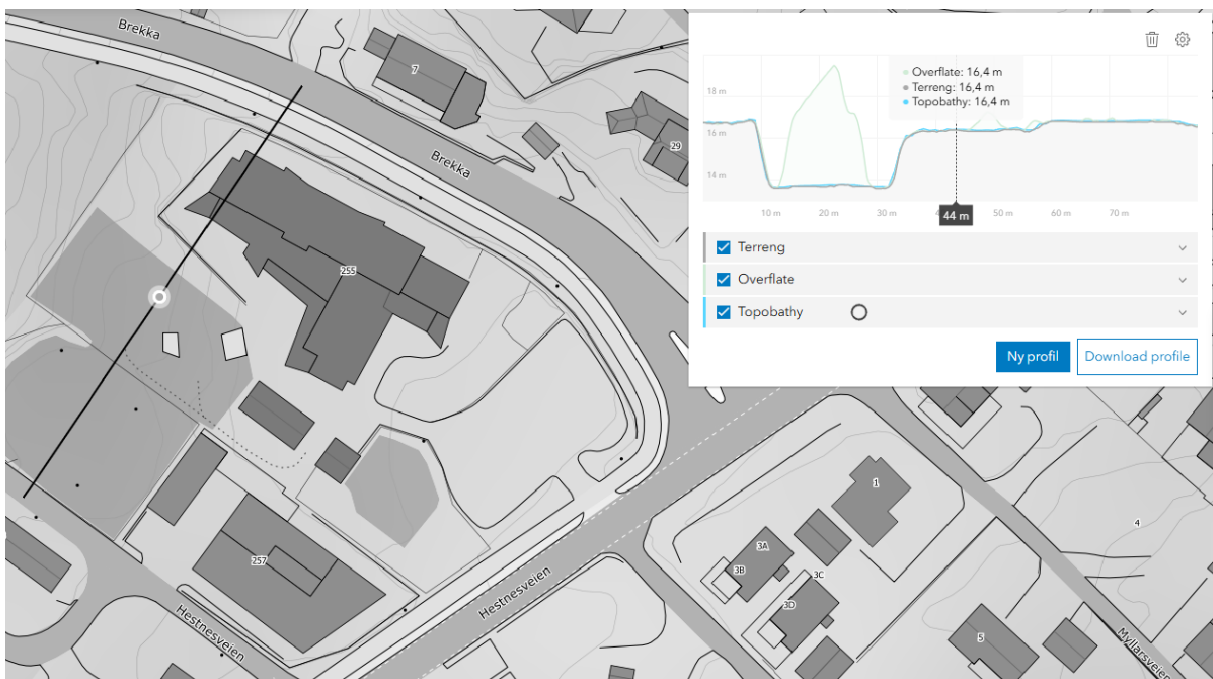 Brekka
7
29
Brekka
255
257
Hestnesveien
Hestnesveien
1
3A
3B
3C
3D
4
5
Myllarsveien
18 m
16 m
14 m
Overflate: 16,4 m
Terreng: 16,4 m
Topobathy: 16,4 m
10 m
20 m
30 m
4
44 m
50 m
60 m
70 m
Terreng
Overflate
Topobathy
Ny profil
Download profile